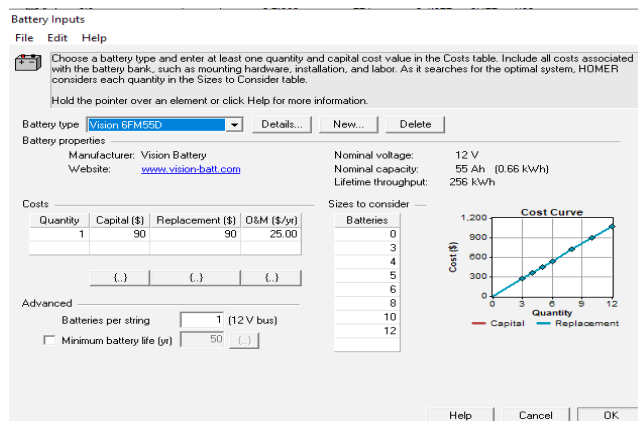 Battery Inputs
File Edit Help
Choose a battery type and enter at least one quantity and capital cost value in the Costs table. Include all costs associated
with the battery bank, such as mounting hardware, installation, and labor. As it searches for the optimal system, HOMER
considers each quantity in the Sizes to Consider table.
Hold the pointer over an element or click Help for more information.
Battery type Vision 6FM55D Details... New... Delete
Battery properties
Manufacturer: Vision Battery
Website: www.vision-batt.com
Nominal voltage: 12 V
Nominal capacity: 55 Ah (0.66 kWh)
Lifetime throughput: 256 kWh
Costs
Quantity Capital ($) Replacement ($) O&M ($/yr)
1 90 90 25.00
{..} {..} {..}
Sizes to consider
Batteries
0
3
4
5
6
8
10
12
Cost Curve
Cost ($)
1,200
900
600
300
0
0 3 6 9 12
Quantity
Capital Replacement
Advanced
Batteries per string 1 (12 V bus)
Minimum battery life (yr) 50 {..}
Help Cancel OK